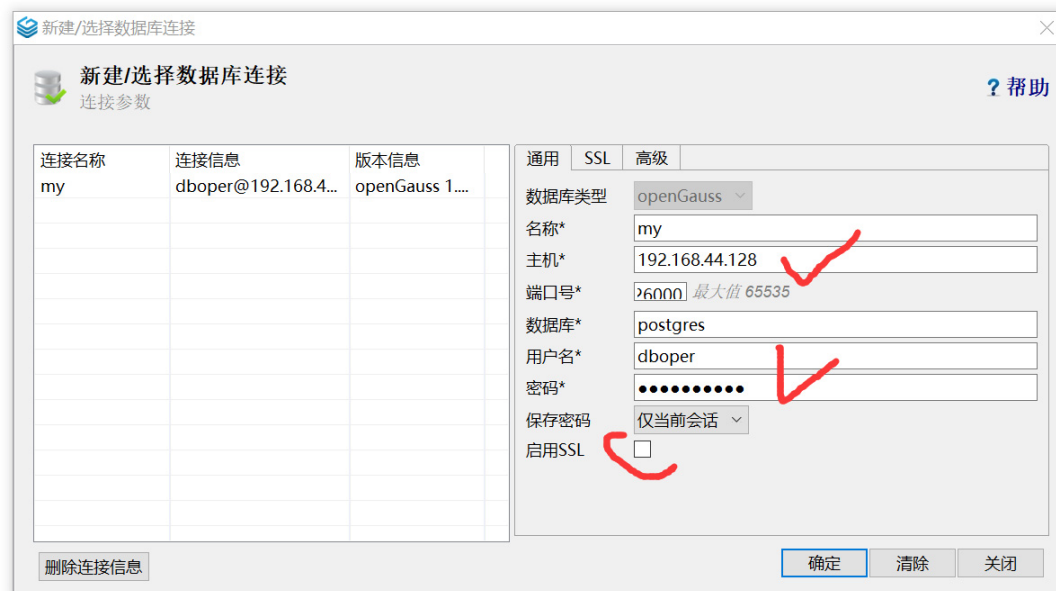 新建/选择数据库连接
新建/选择数据库连接
连接参数
? 帮助
连接名称 连接信息 版本信息
my dboper@192.168.4... openGauss 1....
通用 SSL 高级
数据库类型 openGauss
名称* my
主机* 192.168.44.128
端口号* 26000 最大值 65535
数据库* postgres
用户名* dboper
密码* ●●●●●●●●●●
保存密码 仅当前会话
启用SSL
删除连接信息 确定 清除 关闭